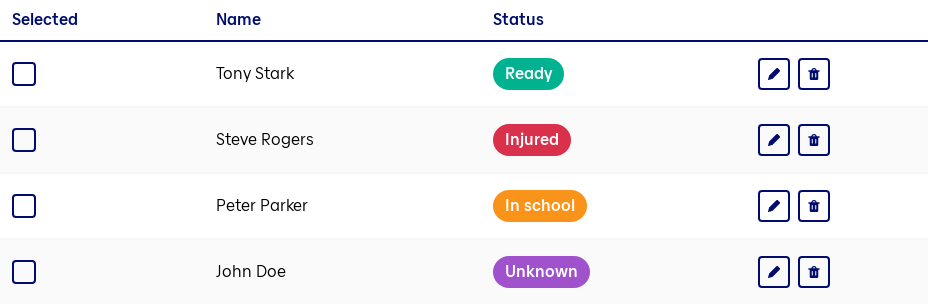 Selected Name Status
Tony Stark Ready
Steve Rogers Injured
Peter Parker In school
John Doe Unknown